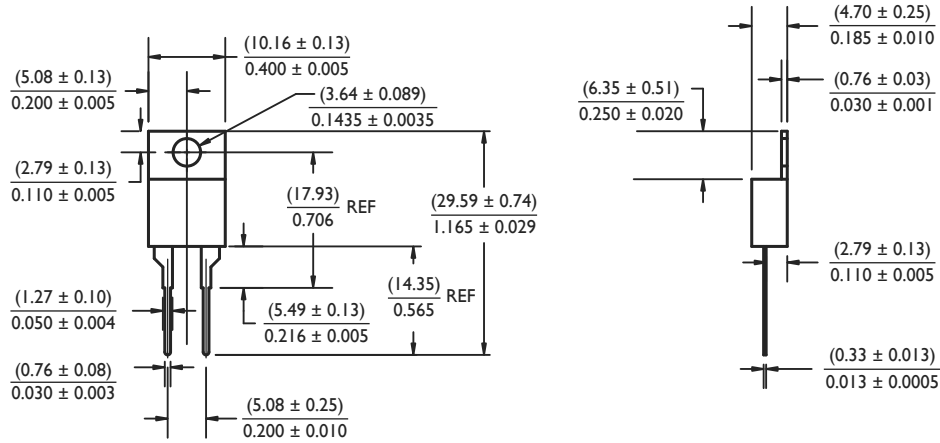 (10.16 ± 0.13)
0.400 ± 0.005
(5.08 ± 0.13)
0.200 ± 0.005
(3.64 ± 0.089)
0.1435 ± 0.0035
(2.79 ± 0.13)
0.110 ± 0.005
(17.93)
0.706
REF
(29.59 ± 0.74)
1.165 ± 0.029
(14.35)
0.565
REF
(1.27 ± 0.10)
0.050 ± 0.004
(5.49 ± 0.13)
0.216 ± 0.005
(0.76 ± 0.08)
0.030 ± 0.003
(5.08 ± 0.25)
0.200 ± 0.010
(4.70 ± 0.25)
0.185 ± 0.010
(0.76 ± 0.03)
0.030 ± 0.001
(6.35 ± 0.51)
0.250 ± 0.020
(2.79 ± 0.13)
0.110 ± 0.005
(0.33 ± 0.013)
0.013 ± 0.0005